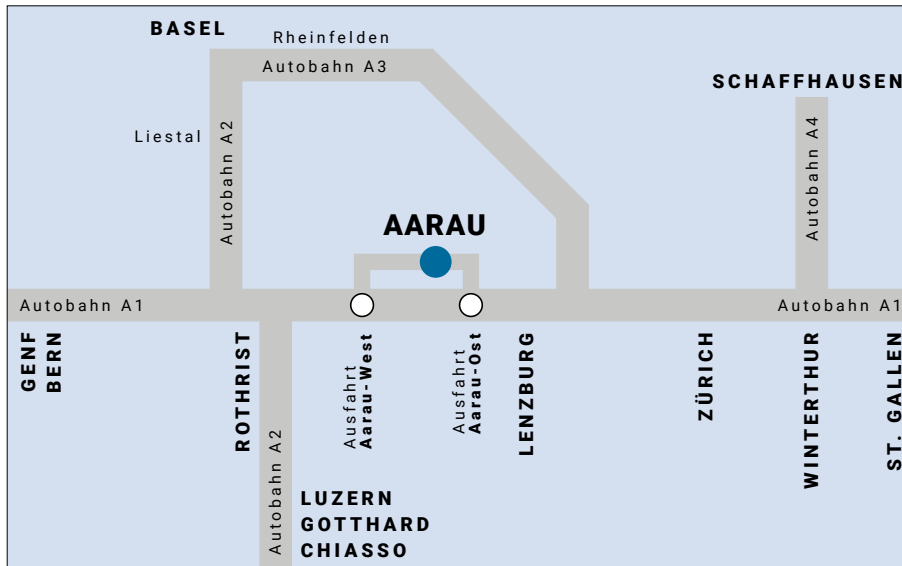 BASEL
Rheinfelden
Autobahn A3
SCHAFFHAUSEN
Liestal
Autobahn A2
Autobahn A4
AARAU
Autobahn A1
Autobahn A1
GENF
BERN
ROTHRIST
Autobahn A2
Ausfahrt
Aarau-West
Ausfahrt
Aarau-Ost
LENZBURG
ZÜRICH
WINTERTHUR
ST. GALLEN
LUZERN
GOTTHARD
CHIASSO